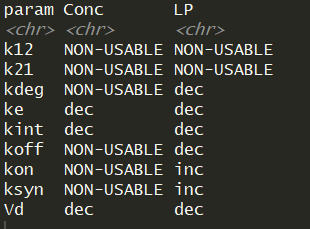 param Conc LP
<chr> <chr> <chr>
k12 NON-USABLE NON-USABLE
k21 NON-USABLE NON-USABLE
kdeg NON-USABLE dec
ke dec dec
kint dec dec
koff NON-USABLE dec
kon NON-USABLE inc
ksyn NON-USABLE inc
Vd dec dec